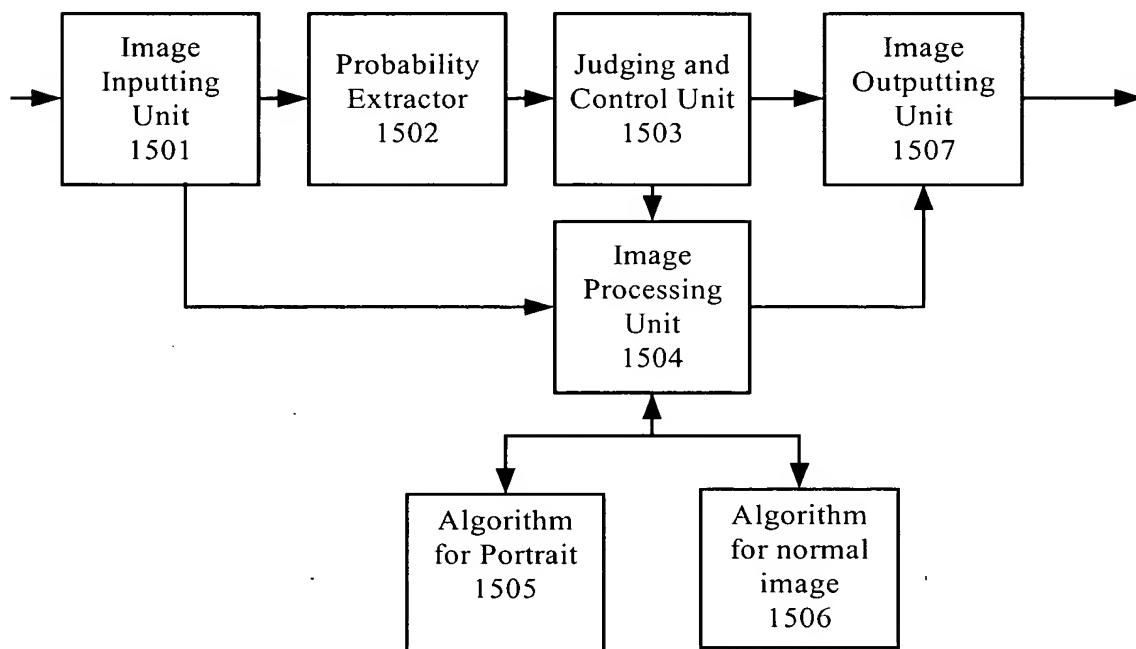 Image
Inputting
Unit
1501
Probability
Extractor
1502
Judging and
Control Unit
1503
Image
Outputting
Unit
1507
Image
Processing
Unit
1504
Algorithm
for Portrait
1505
Algorithm
for normal
image
1506